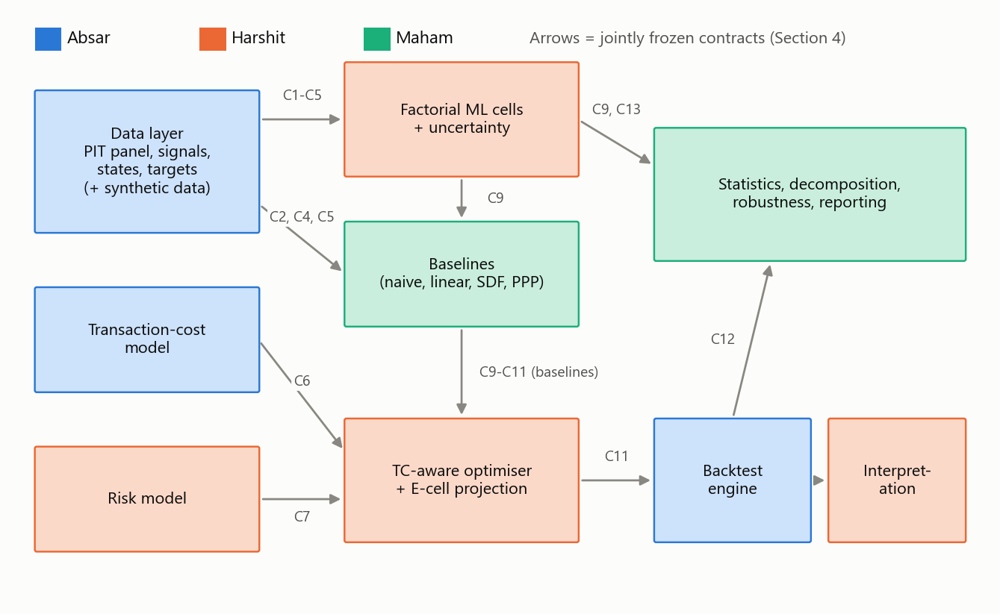 Absar
Harshit
Maham
Arrows = jointly frozen contracts (Section 4)
C1-C5
Factorial ML cells
+ uncertainty
C9, C13
Data layer
PIT panel, signals,
states, targets
(+ synthetic data)
Statistics, decomposition,
robustness, reporting
C9
C2, C4, C5
Baselines
(naive, linear, SDF, PPP)
Transaction-cost
model
C12
C9-C11 (baselines)
C6
TC-aware optimiser
+ E-cell projection
C11
Backtest
engine
Interpret-
ation
Risk model
C7